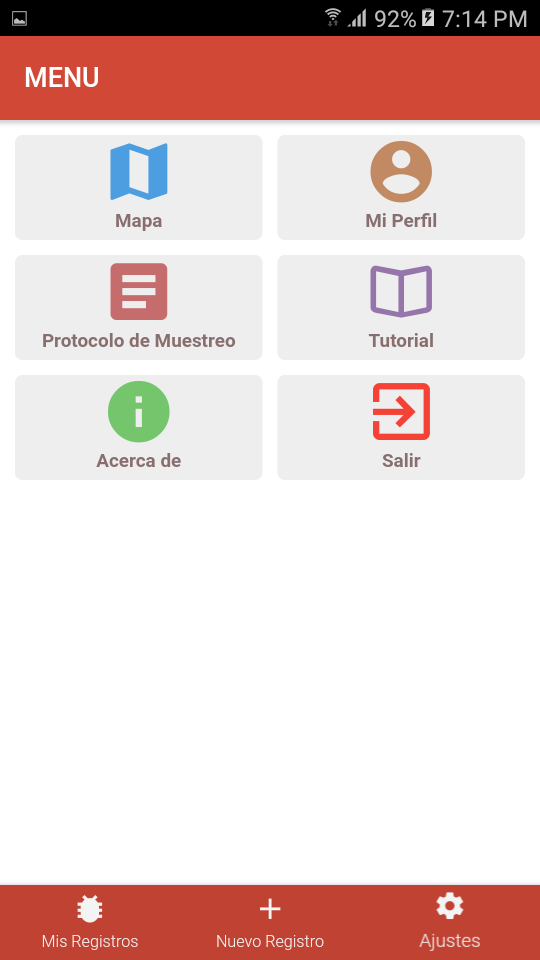 92% 7:14 PM
MENU
Mapa
Mi Perfil
Protocolo de Muestreo
Tutorial
Acerca de
Salir
Mis Registros
Nuevo Registro
Ajustes